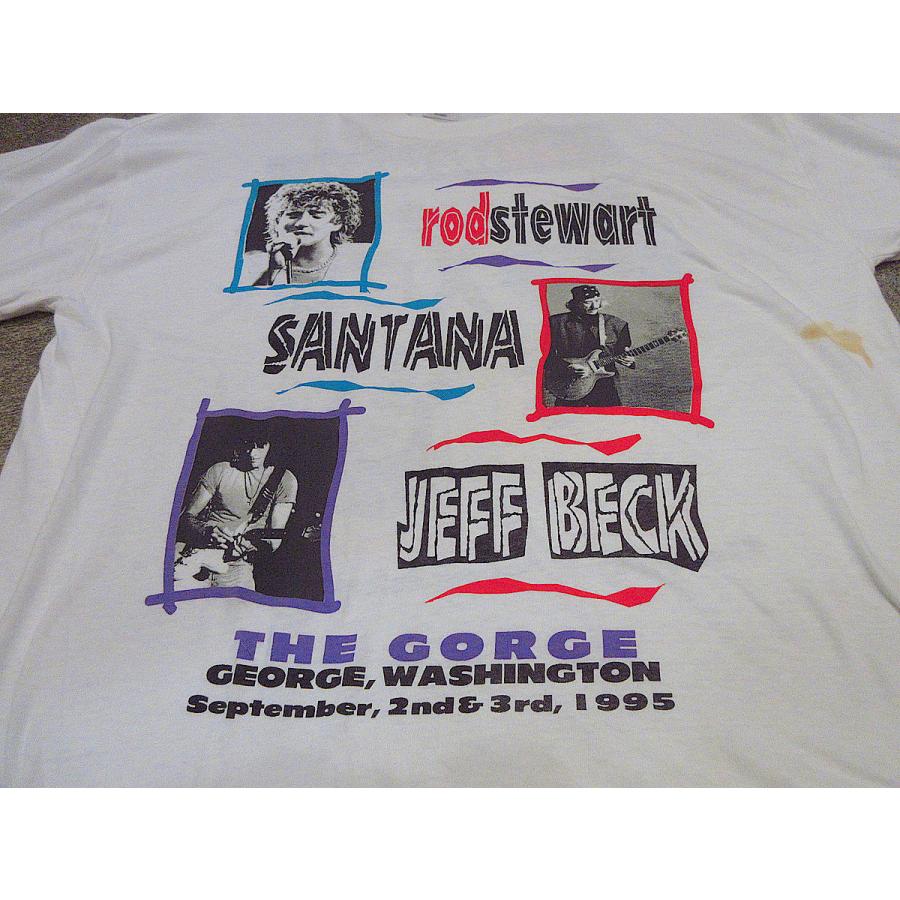 rodstewart
SANTANA
JEFF BECK
THE GORGE
GEORGE, WASHINGTON
September, 2nd & 3rd, 1995